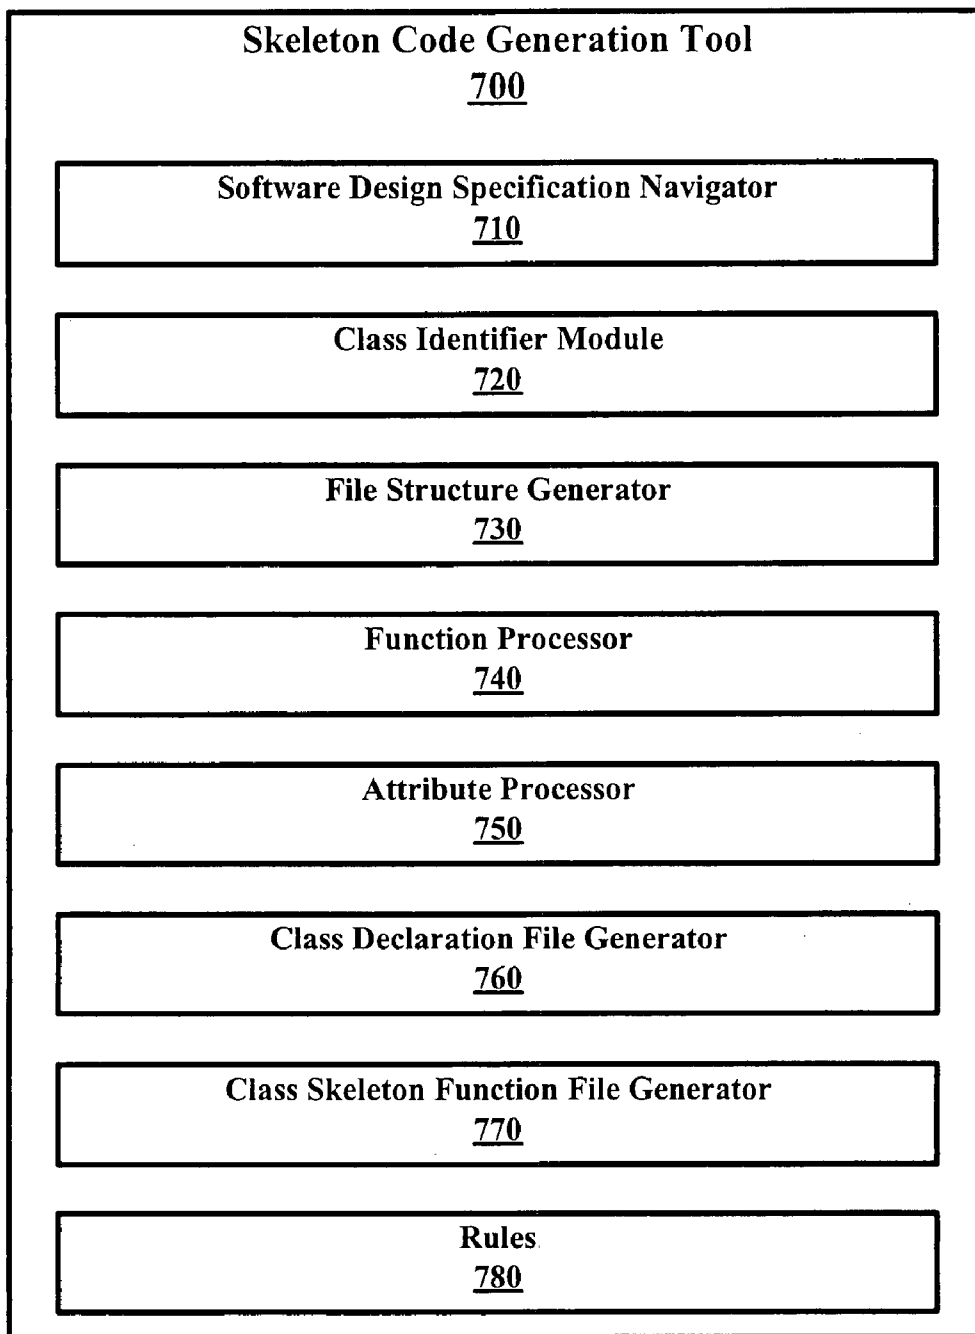 Skeleton Code Generation Tool
700
Software Design Specification Navigator
710
Class Identifier Module
720
File Structure Generator
730
Function Processor
740
Attribute Processor
750
Class Declaration File Generator
760
Class Skeleton Function File Generator
770
Rules
780